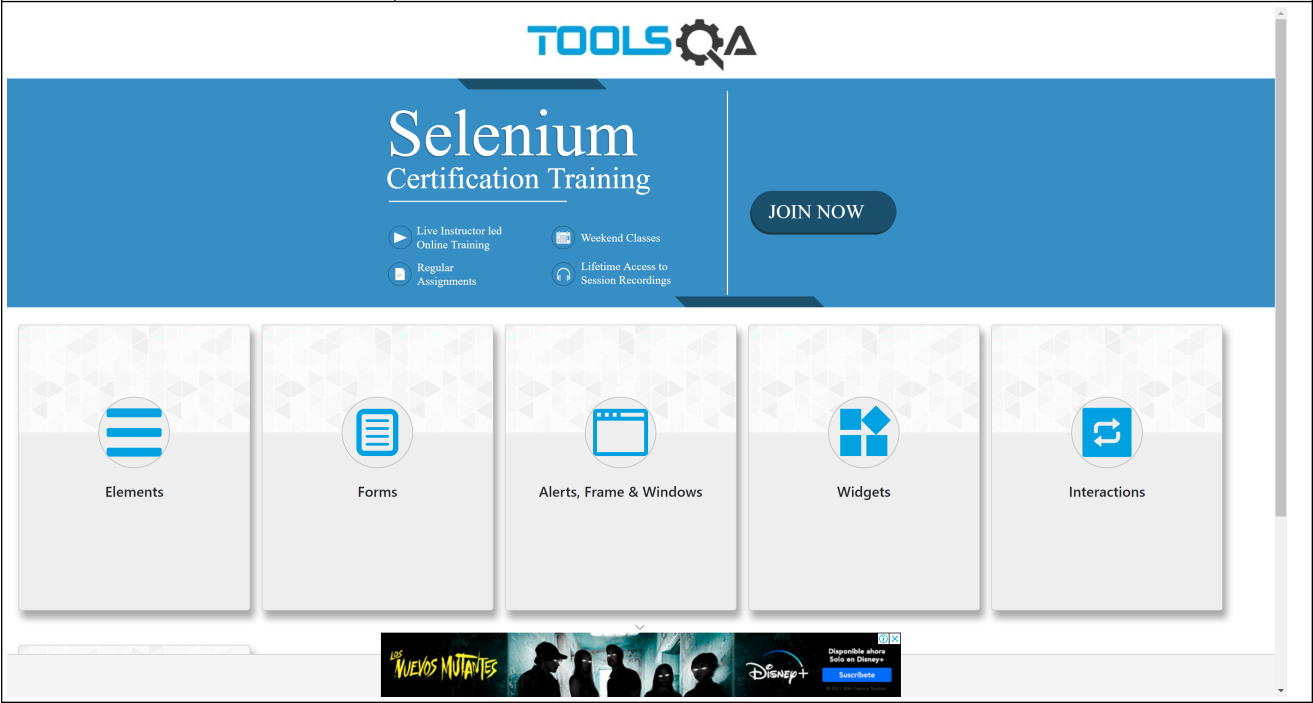 TOOLSQA
Selenium
Certification Training
Live Instructor led
Online Training
Weekend Classes
Regular
Assignments
Lifetime Access to
Session Recordings
JOIN NOW
Elements
Forms
Alerts, Frame & Windows
Widgets
Interactions
LOS
NUEVOS MUTANTES
Disney+
Disponible ahora
Solo en Disney+
Suscríbete